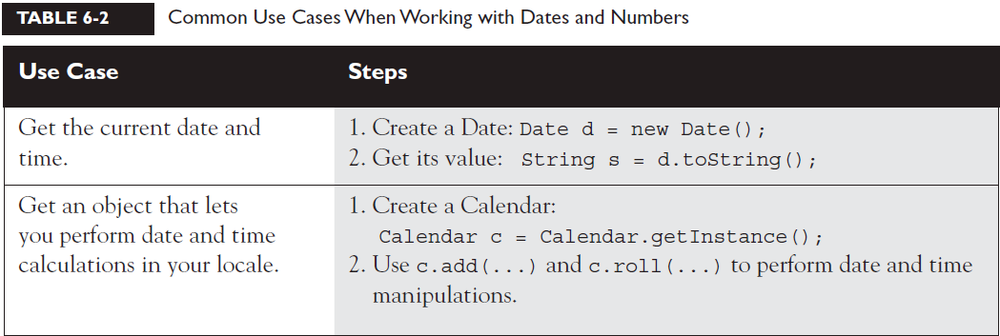 TABLE 6-2 Common Use Cases When Working with Dates and Numbers
Use Case Steps
Get the current date and
time.
1. Create a Date: Date d = new Date();
2. Get its value: String s = d.toString();
Get an object that lets
you perform date and time
calculations in your locale.
1. Create a Calendar:
Calendar c = Calendar.getInstance();
2. Use c.add(...) and c.roll(...) to perform date and time
manipulations.